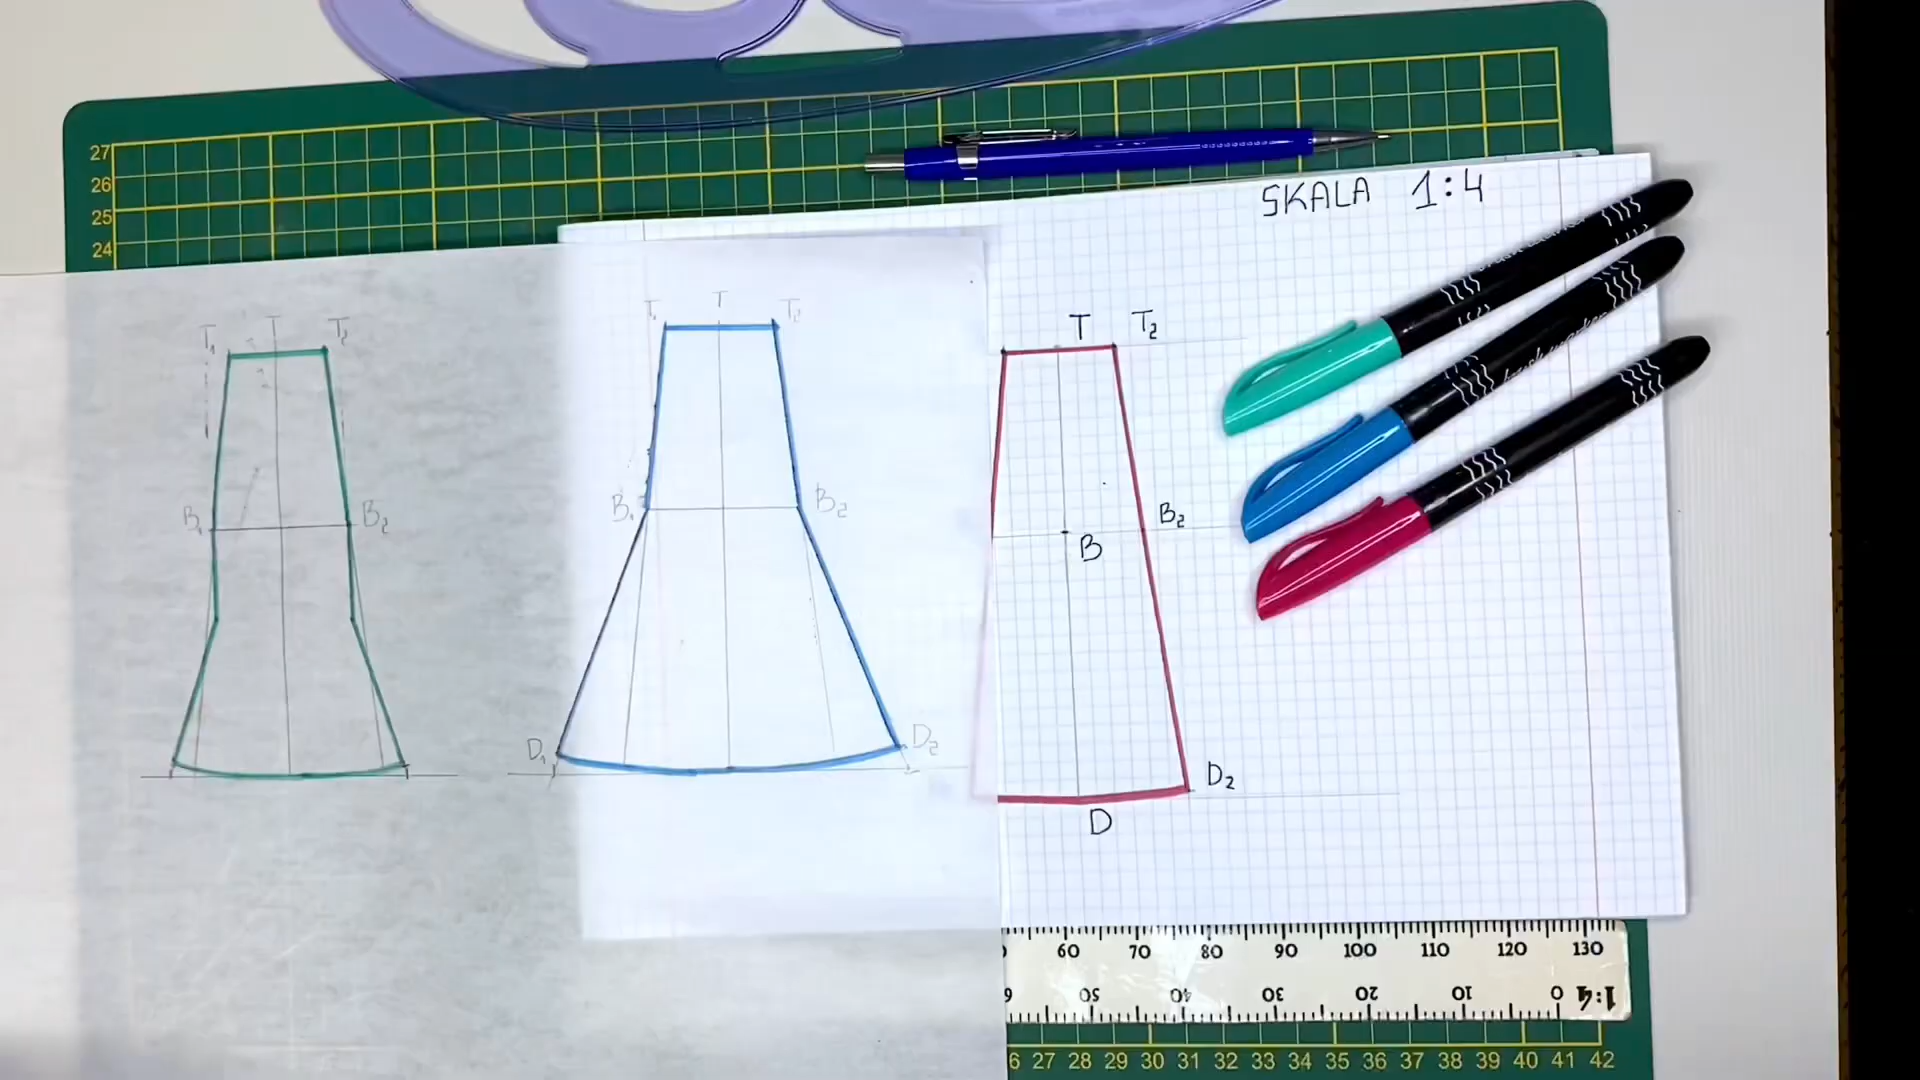 27
26
25
24
SKALA 1:4
T₁ T T₂
T₁ T T₂
T T₂
B₁ B₂
B₁ B₂
B B₂
D₁ D₂
D₂
D
60 70 80 90 100 110 120 130
50 40 30 20 10 0 1:4
27 28 29 30 31 32 33 34 35 36 37 38 39 40 41 42